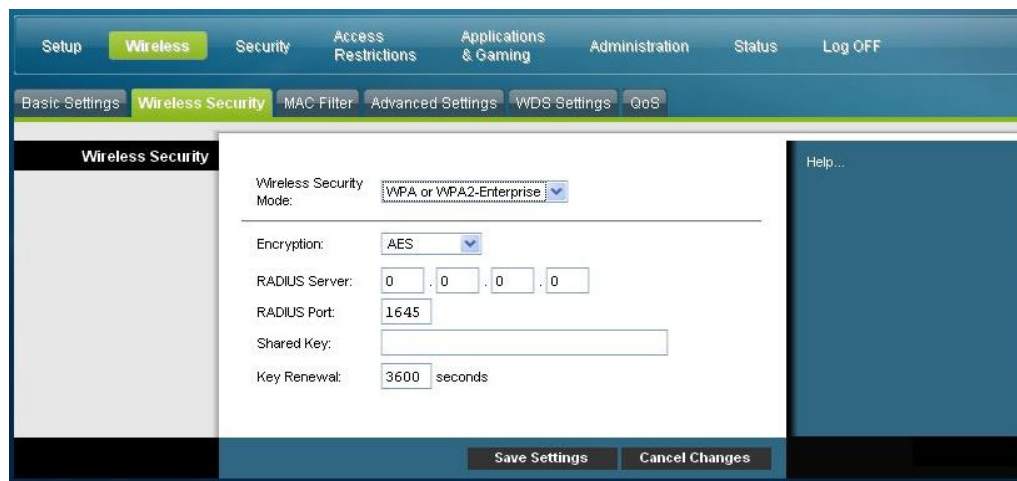 Setup Wireless Security Access Restrictions Applications & Gaming Administration Status Log OFF
Basic Settings Wireless Security MAC Filter Advanced Settings WDS Settings QoS
Wireless Security
Help...
Wireless Security Mode: WPA or WPA2-Enterprise
Encryption: AES
RADIUS Server: 0 . 0 . 0 . 0
RADIUS Port: 1645
Shared Key:
Key Renewal: 3600 seconds
Save Settings Cancel Changes